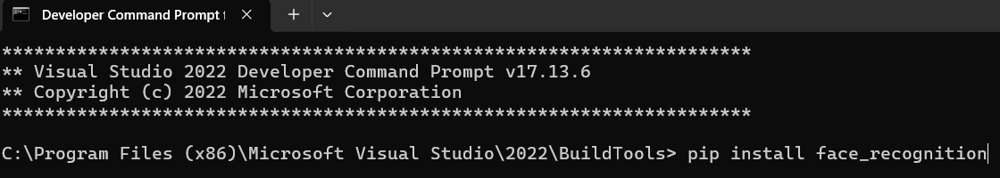 Developer Command Prompt f
**********************************************************************
** Visual Studio 2022 Developer Command Prompt v17.13.6
** Copyright (c) 2022 Microsoft Corporation
**********************************************************************
C:\Program Files (x86)\Microsoft Visual Studio\2022\BuildTools> pip install face_recognition